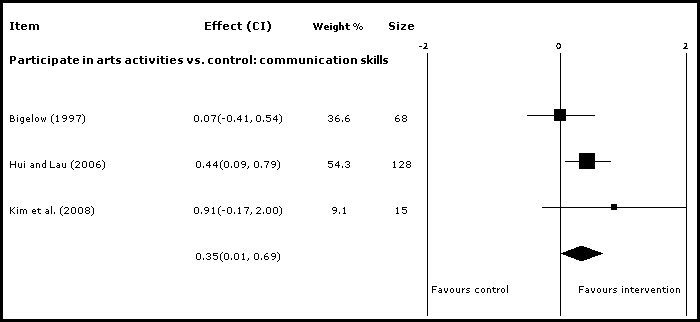 Item Effect (CI) Weight % Size
-2 0 2
Participate in arts activities vs. control: communication skills
Bigelow (1997) 0.07(-0.41, 0.54) 36.6 68
Hui and Lau (2006) 0.44(0.09, 0.79) 54.3 128
Kim et al. (2008) 0.91(-0.17, 2.00) 9.1 15
0.35(0.01, 0.69)
Favours control Favours intervention